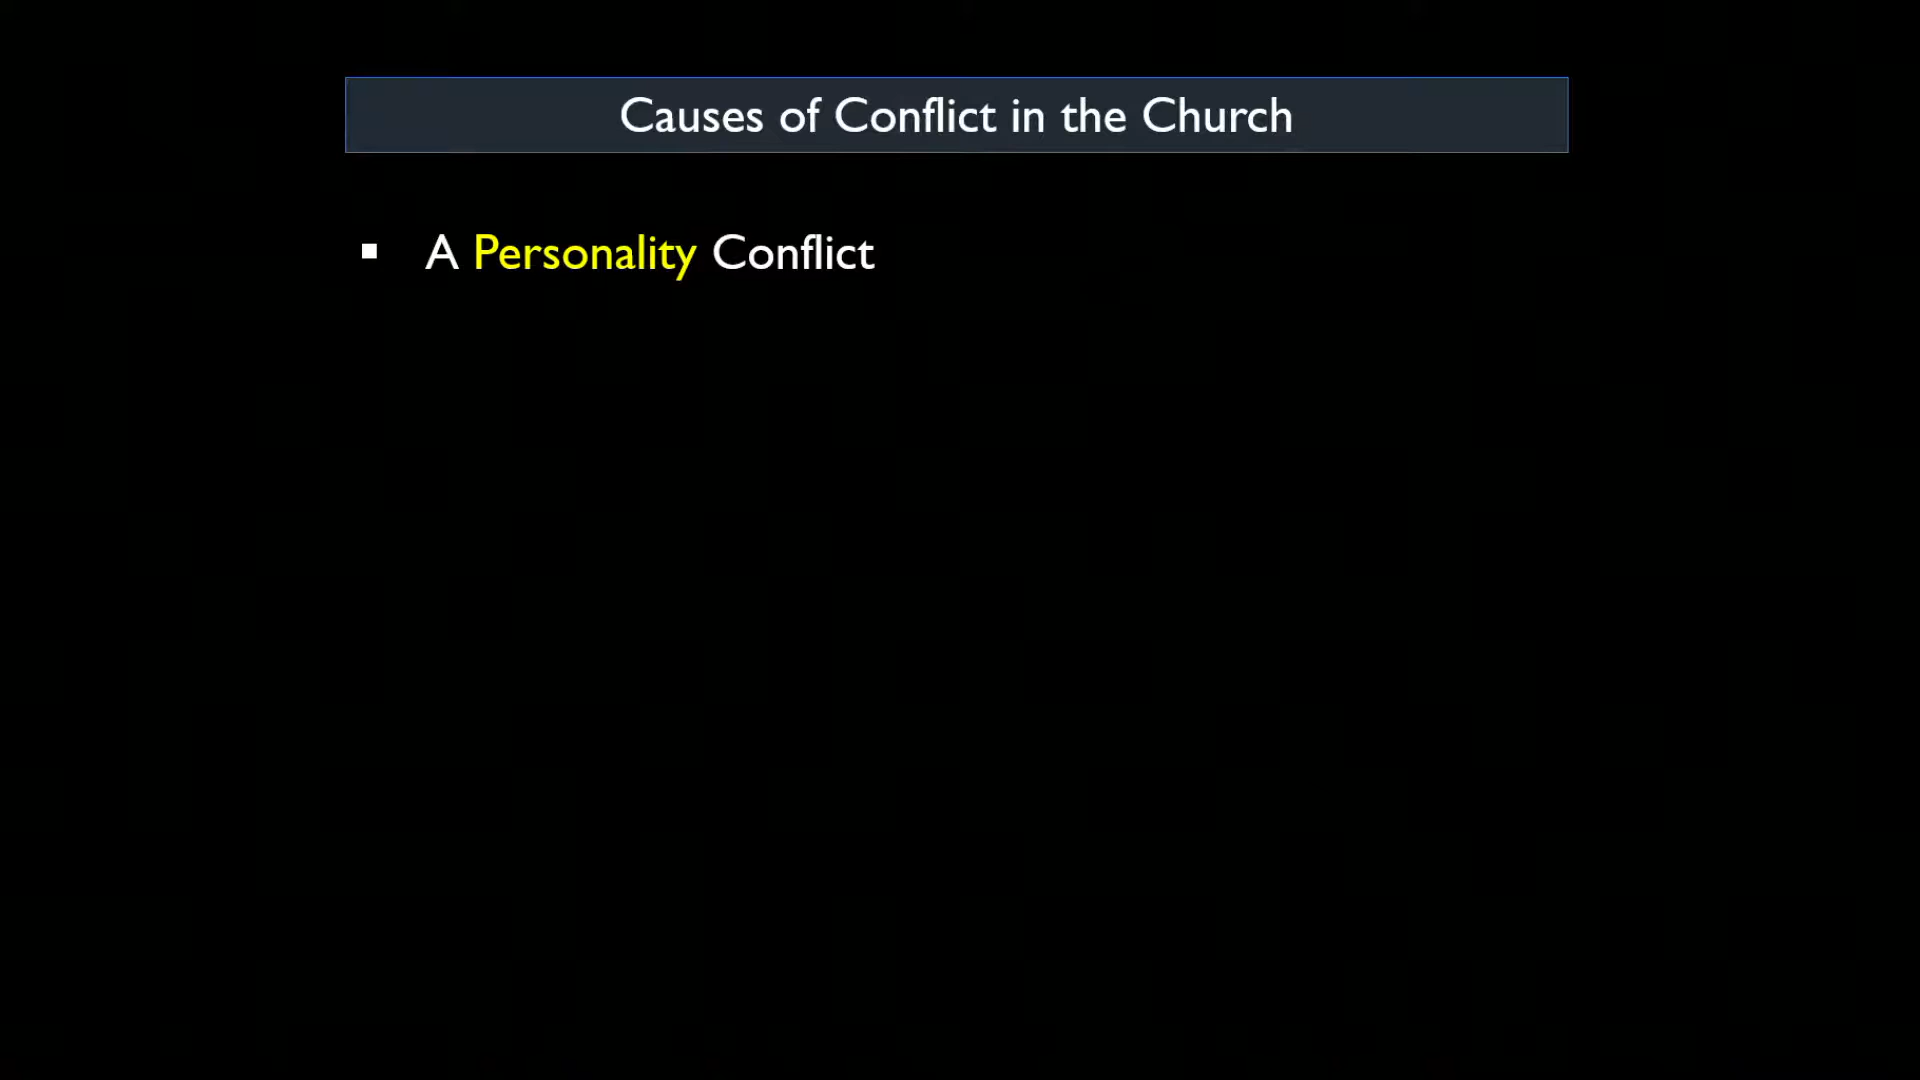 Causes of Conflict in the Church
▪ A Personality Conflict